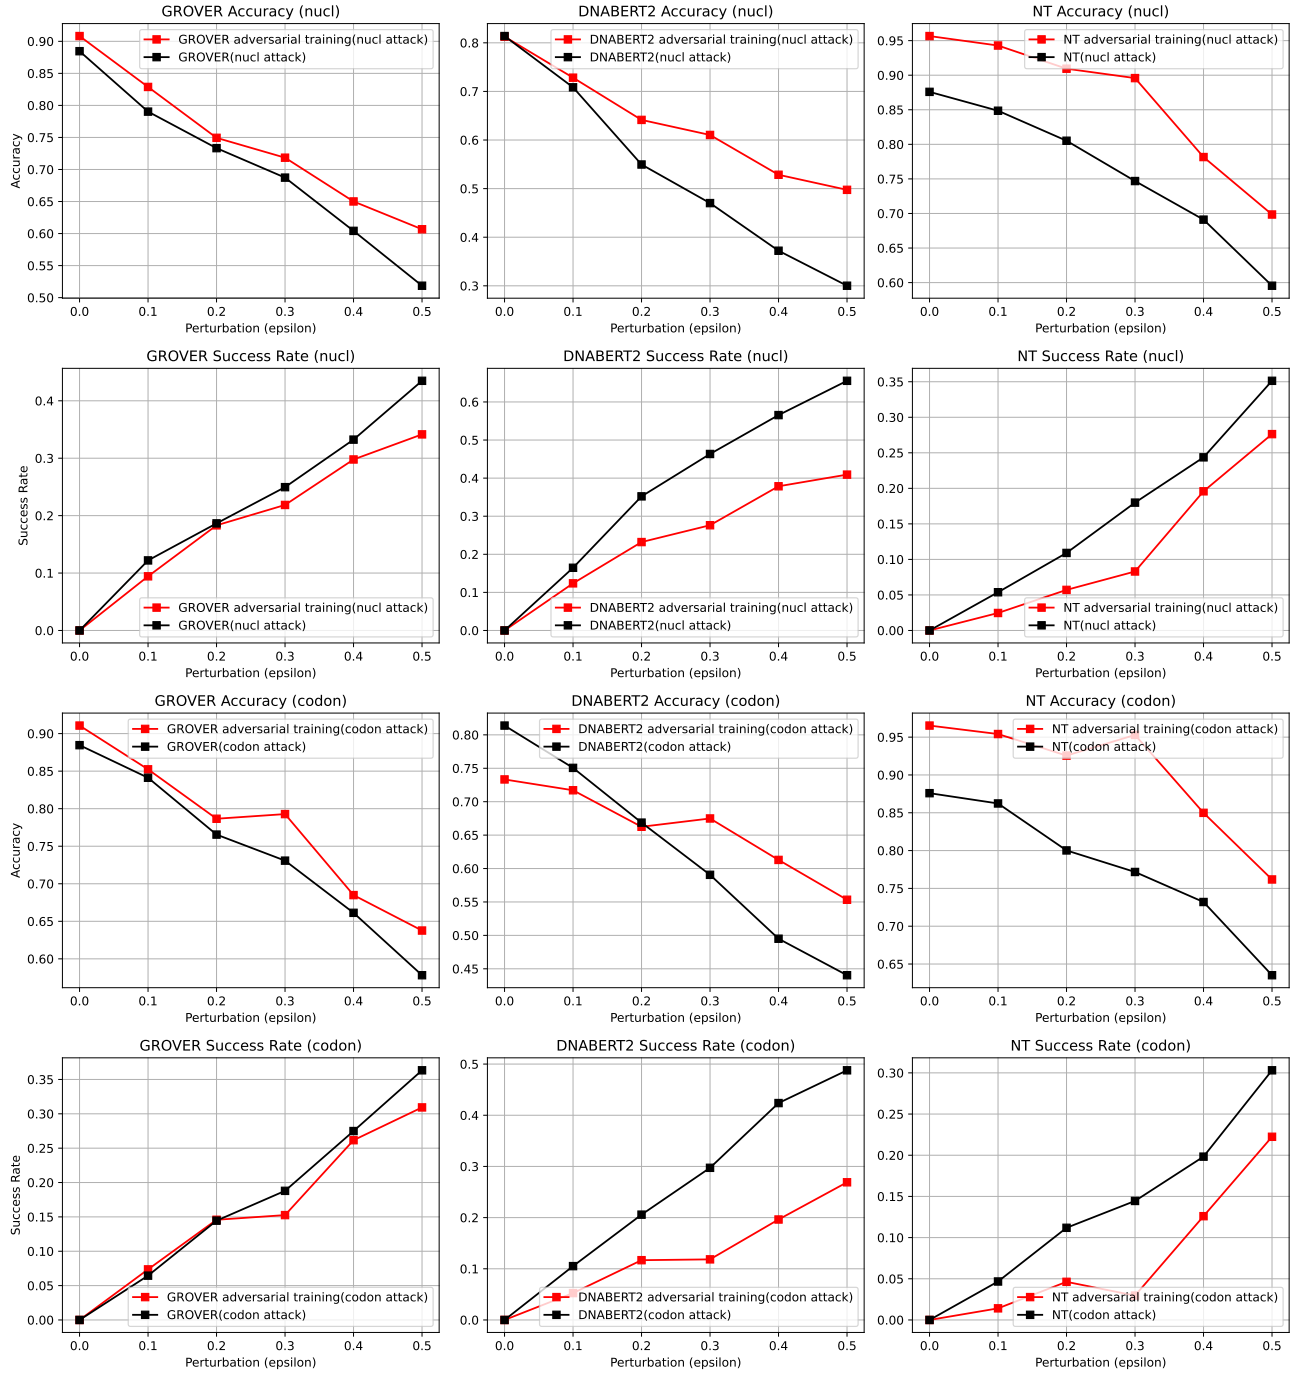 GROVER Accuracy (nucl)
GROVER adversarial training(nucl attack)
GROVER(nucl attack)
0.90
0.85
0.80
0.75
0.70
0.65
0.60
0.55
0.50
Accuracy
0.0 0.1 0.2 0.3 0.4 0.5
Perturbation (epsilon)
DNABERT2 Accuracy (nucl)
DNABERT2 adversarial training(nucl attack)
DNABERT2(nucl attack)
0.8
0.7
0.6
0.5
0.4
0.3
0.0 0.1 0.2 0.3 0.4 0.5
Perturbation (epsilon)
NT Accuracy (nucl)
NT adversarial training(nucl attack)
NT(nucl attack)
0.95
0.90
0.85
0.80
0.75
0.70
0.65
0.60
0.0 0.1 0.2 0.3 0.4 0.5
Perturbation (epsilon)
GROVER Success Rate (nucl)
0.4
0.3
0.2
0.1
0.0
Success Rate
GROVER adversarial training(nucl attack)
GROVER(nucl attack)
0.0 0.1 0.2 0.3 0.4 0.5
Perturbation (epsilon)
DNABERT2 Success Rate (nucl)
0.6
0.5
0.4
0.3
0.2
0.1
0.0
DNABERT2 adversarial training(nucl attack)
DNABERT2(nucl attack)
0.0 0.1 0.2 0.3 0.4 0.5
Perturbation (epsilon)
NT Success Rate (nucl)
0.35
0.30
0.25
0.20
0.15
0.10
0.05
0.00
NT adversarial training(nucl attack)
NT(nucl attack)
0.0 0.1 0.2 0.3 0.4 0.5
Perturbation (epsilon)
GROVER Accuracy (codon)
GROVER adversarial training(codon attack)
GROVER(codon attack)
0.90
0.85
0.80
0.75
0.70
0.65
0.60
Accuracy
0.0 0.1 0.2 0.3 0.4 0.5
Perturbation (epsilon)
DNABERT2 Accuracy (codon)
DNABERT2 adversarial training(codon attack)
DNABERT2(codon attack)
0.80
0.75
0.70
0.65
0.60
0.55
0.50
0.45
0.0 0.1 0.2 0.3 0.4 0.5
Perturbation (epsilon)
NT Accuracy (codon)
NT adversarial training(codon attack)
NT(codon attack)
0.95
0.90
0.85
0.80
0.75
0.70
0.65
0.0 0.1 0.2 0.3 0.4 0.5
Perturbation (epsilon)
GROVER Success Rate (codon)
0.35
0.30
0.25
0.20
0.15
0.10
0.05
0.00
Success Rate
GROVER adversarial training(codon attack)
GROVER(codon attack)
0.0 0.1 0.2 0.3 0.4 0.5
Perturbation (epsilon)
DNABERT2 Success Rate (codon)
0.5
0.4
0.3
0.2
0.1
0.0
DNABERT2 adversarial training(codon attack)
DNABERT2(codon attack)
0.0 0.1 0.2 0.3 0.4 0.5
Perturbation (epsilon)
NT Success Rate (codon)
0.30
0.25
0.20
0.15
0.10
0.05
0.00
NT adversarial training(codon attack)
NT(codon attack)
0.0 0.1 0.2 0.3 0.4 0.5
Perturbation (epsilon)